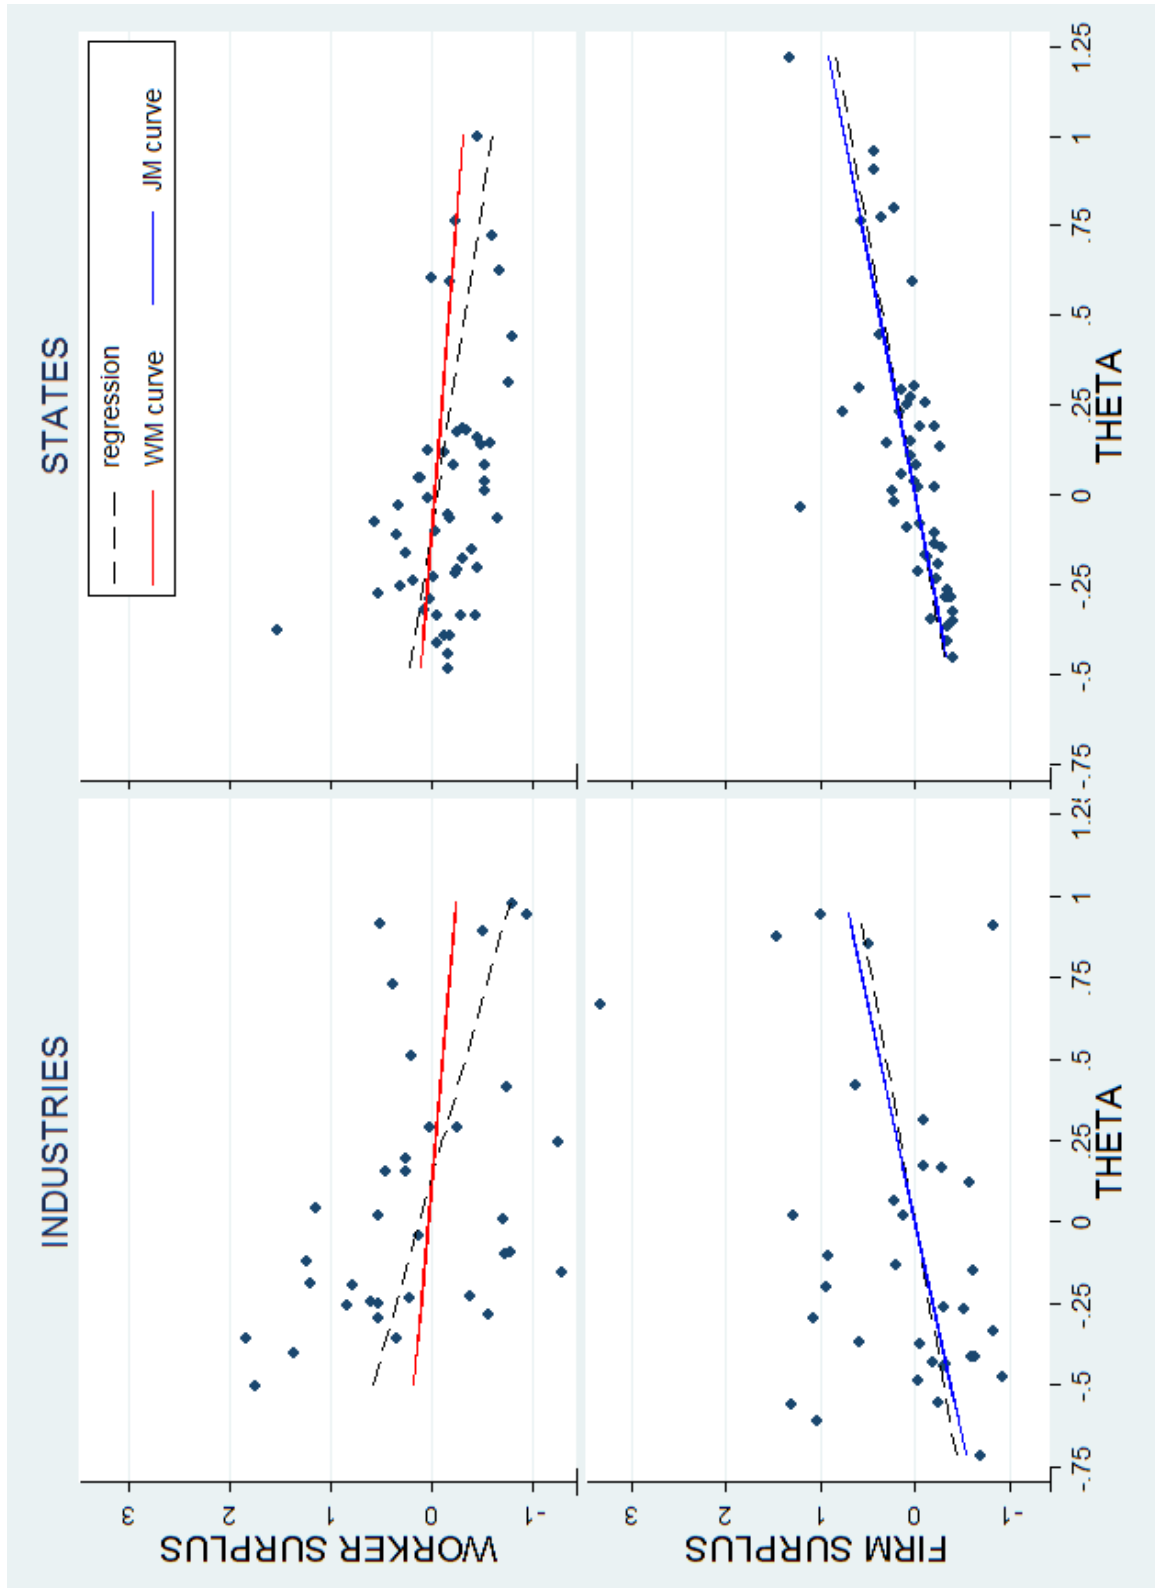 INDUSTRIES
STATES
regression
WM curve
JM curve
WORKER SURPLUS
3
2
1
0
-1
FIRM SURPLUS
3
2
1
0
-1
-.75 -.5 -.25 0 .25 .5 .75 1
-.75 -.5 -.25 0 .25 .5 .75 1 1.25
THETA
THETA